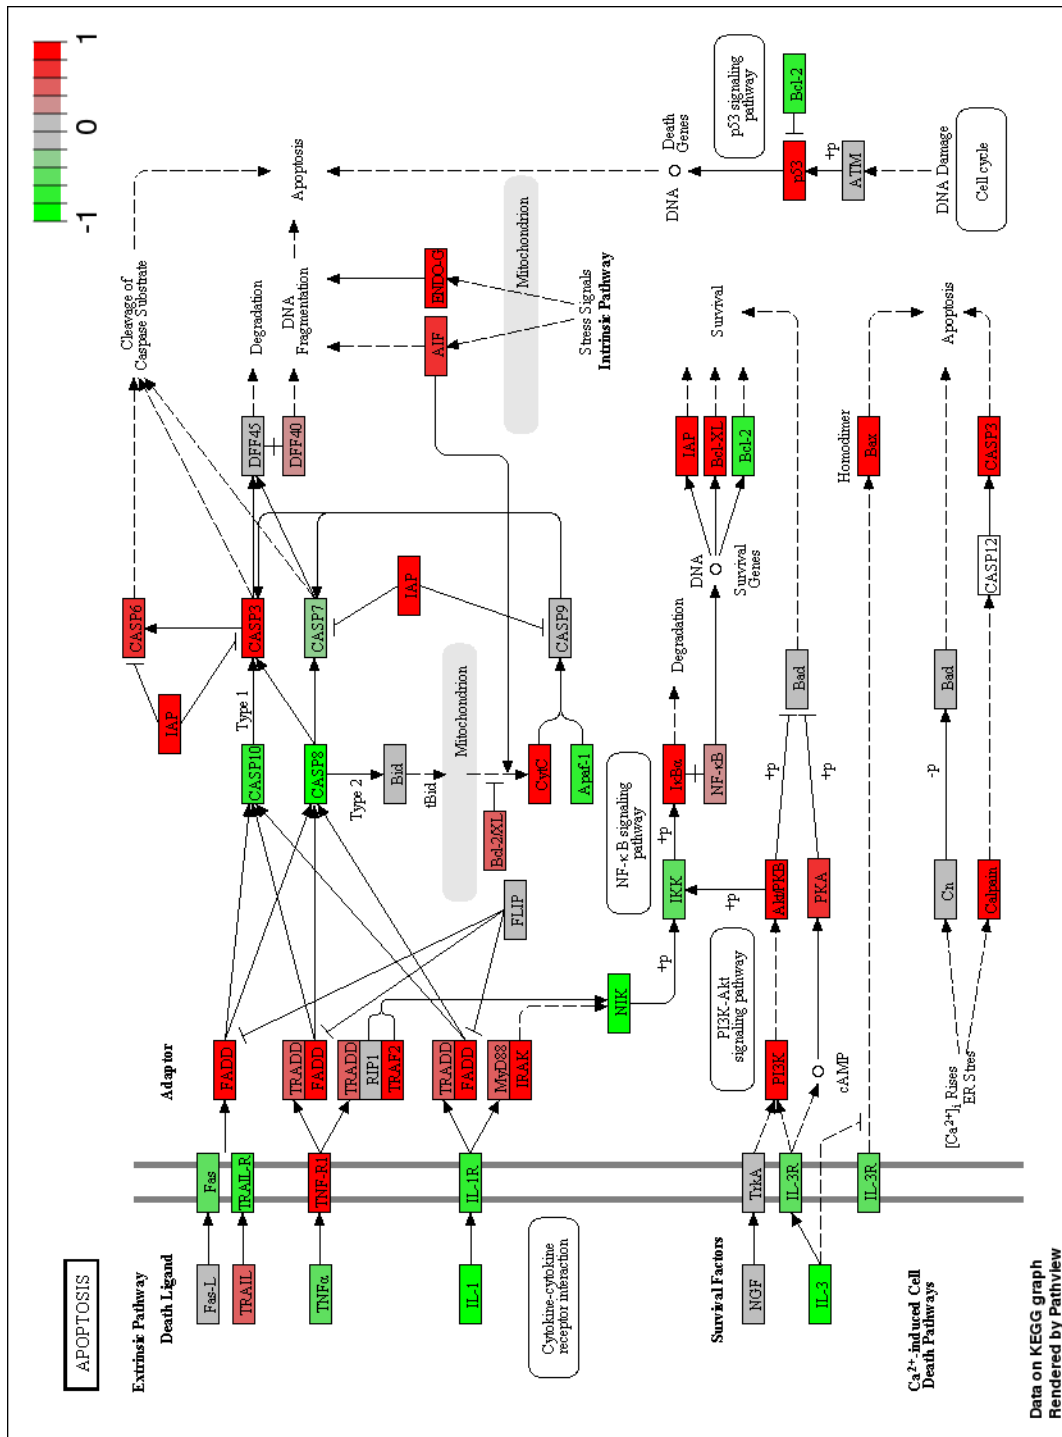 APOPTOSIS
-1
0
1
Extrinsic Pathway
Death Ligand
Adaptor
Fas-L
Fas
FADD
TRAIL
TRAIL-R
TNFα
TNF-R1
TRADD
FADD
TRADD
RIP1
TRAF2
IL-1
IL-1R
TRADD
FADD
MyD88
IRAK
Cytokine-cytokine
receptor interaction
FLIP
NIK
IAP
CASP10
Type 1
CASP3
CASP6
CASP8
CASP7
Type 2
Bid
tBid
Mitochondrion
Bcl-2/XL
CytC
Apaf-1
CASP9
IAP
Cleavage of
Caspase Substrate
DFF45
Degradation
DFF40
DNA
Fragmentation
Apoptosis
AIF
ENDO-G
Mitochondrion
Stress Signals
Intrinsic Pathway
DNA
Death
Genes
p53 signaling
pathway
p53
Bcl-2
+p
ATM
DNA Damage
Cell cycle
NF-κB signaling
pathway
+p
IKK
+p
IκBα
Degradation
NF-κB
DNA
Survival
Genes
IAP
Bcl-XL
Bcl-2
Survival
Survival Factors
NGF
TrkA
PI3K
PI3K-Akt
signaling pathway
Akt/PKB
+p
+p
Bad
IL-3
IL-3R
cAMP
PKA
+p
IL-3R
Homodimer
Bax
Ca²⁺-induced Cell
Death Pathways
[Ca²⁺]i Rises
ER Stres
Cn
-p
Bad
Apoptosis
Calpain
CASP12
CASP3
Data on KEGG graph
Rendered by Pathview